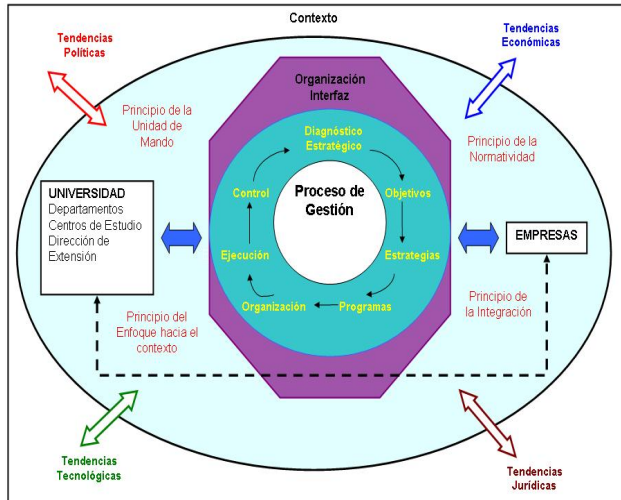 Contexto
Tendencias
Políticas
Tendencias
Económicas
Organización
Interfaz
Principio de la
Unidad de
Mando
Principio de la
Normatividad
Diagnóstico
Estratégico
Proceso de
Gestión
Control
Objetivos
UNIVERSIDAD
Departamentos
Centros de Estudio
Dirección de
Extensión
EMPRESAS
Ejecución
Estrategias
Organización
Programas
Principio del
Enfoque hacia el
contexto
Principio de
la Integración
Tendencias
Tecnológicas
Tendencias
Jurídicas